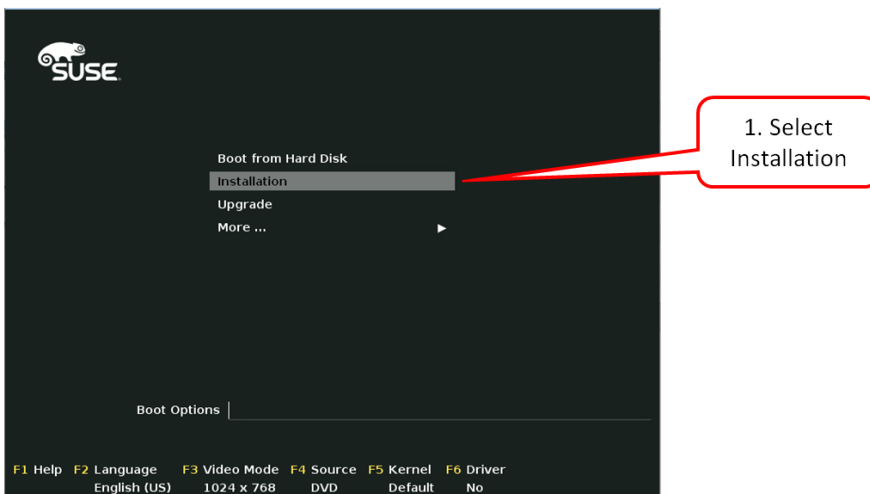 SUSE
Boot from Hard Disk
Installation
Upgrade
More ...
1. Select
Installation
Boot Options
F1 Help F2 Language F3 Video Mode F4 Source F5 Kernel F6 Driver
English (US) 1024 x 768 DVD Default No